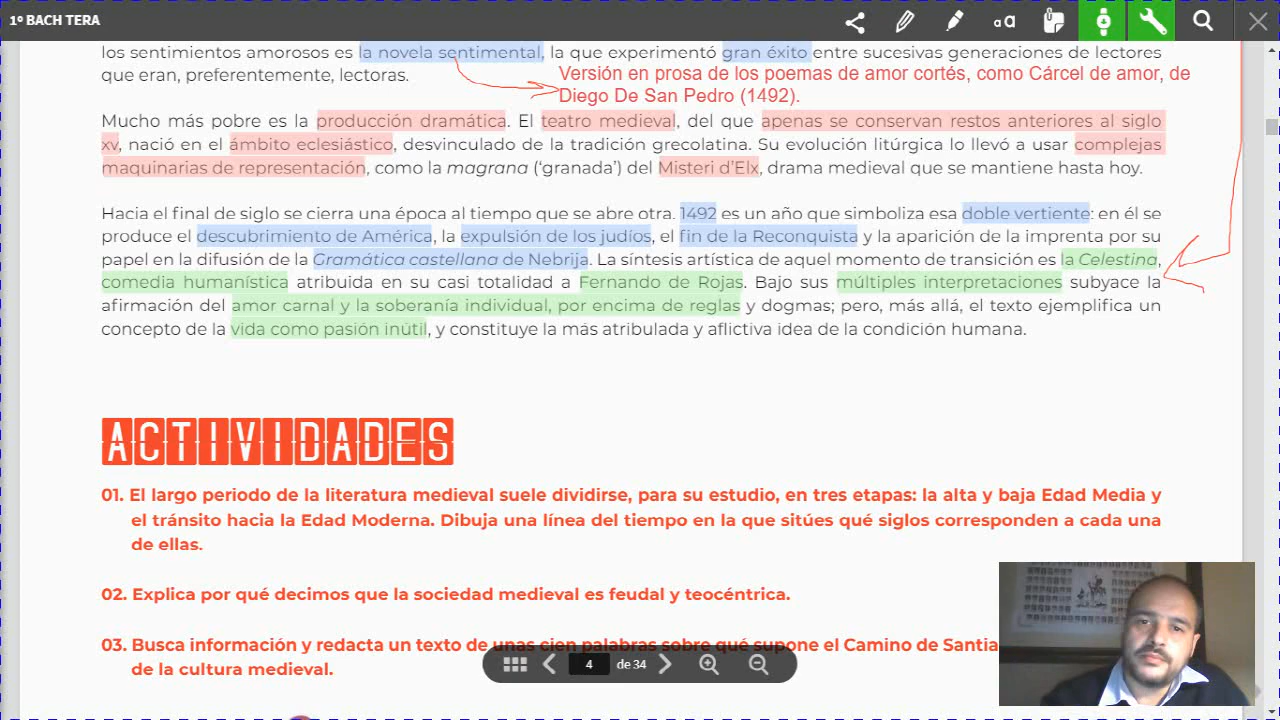 1º BACH TERA
los sentimientos amorosos es la novela sentimental, la que experimentó gran éxito entre sucesivas generaciones de lectores
que eran, preferentemente, lectoras.
Versión en prosa de los poemas de amor cortés, como Cárcel de amor, de
Diego De San Pedro (1492).
Mucho más pobre es la producción dramática. El teatro medieval, del que apenas se conservan restos anteriores al siglo
xv, nació en el ámbito eclesiástico, desvinculado de la tradición grecolatina. Su evolución litúrgica lo llevó a usar complejas
maquinarias de representación, como la magrana (‘granada’) del Misteri d’Elx, drama medieval que se mantiene hasta hoy.
Hacia el final de siglo se cierra una época al tiempo que se abre otra. 1492 es un año que simboliza esa doble vertiente: en él se
produce el descubrimiento de América, la expulsión de los judíos, el fin de la Reconquista y la aparición de la imprenta por su
papel en la difusión de la Gramática castellana de Nebrija. La síntesis artística de aquel momento de transición es la Celestina,
comedia humanística atribuida en su casi totalidad a Fernando de Rojas. Bajo sus múltiples interpretaciones subyace la
afirmación del amor carnal y la soberanía individual, por encima de reglas y dogmas; pero, más allá, el texto ejemplifica un
concepto de la vida como pasión inútil, y constituye la más atribulada y aflictiva idea de la condición humana.
ACTIVIDADES
01. El largo periodo de la literatura medieval suele dividirse, para su estudio, en tres etapas: la alta y baja Edad Media y
el tránsito hacia la Edad Moderna. Dibuja una línea del tiempo en la que sitúes qué siglos corresponden a cada una
de ellas.
02. Explica por qué decimos que la sociedad medieval es feudal y teocéntrica.
03. Busca información y redacta un texto de unas cien palabras sobre qué supone el Camino de Santia
de la cultura medieval.
4 de 34
aa